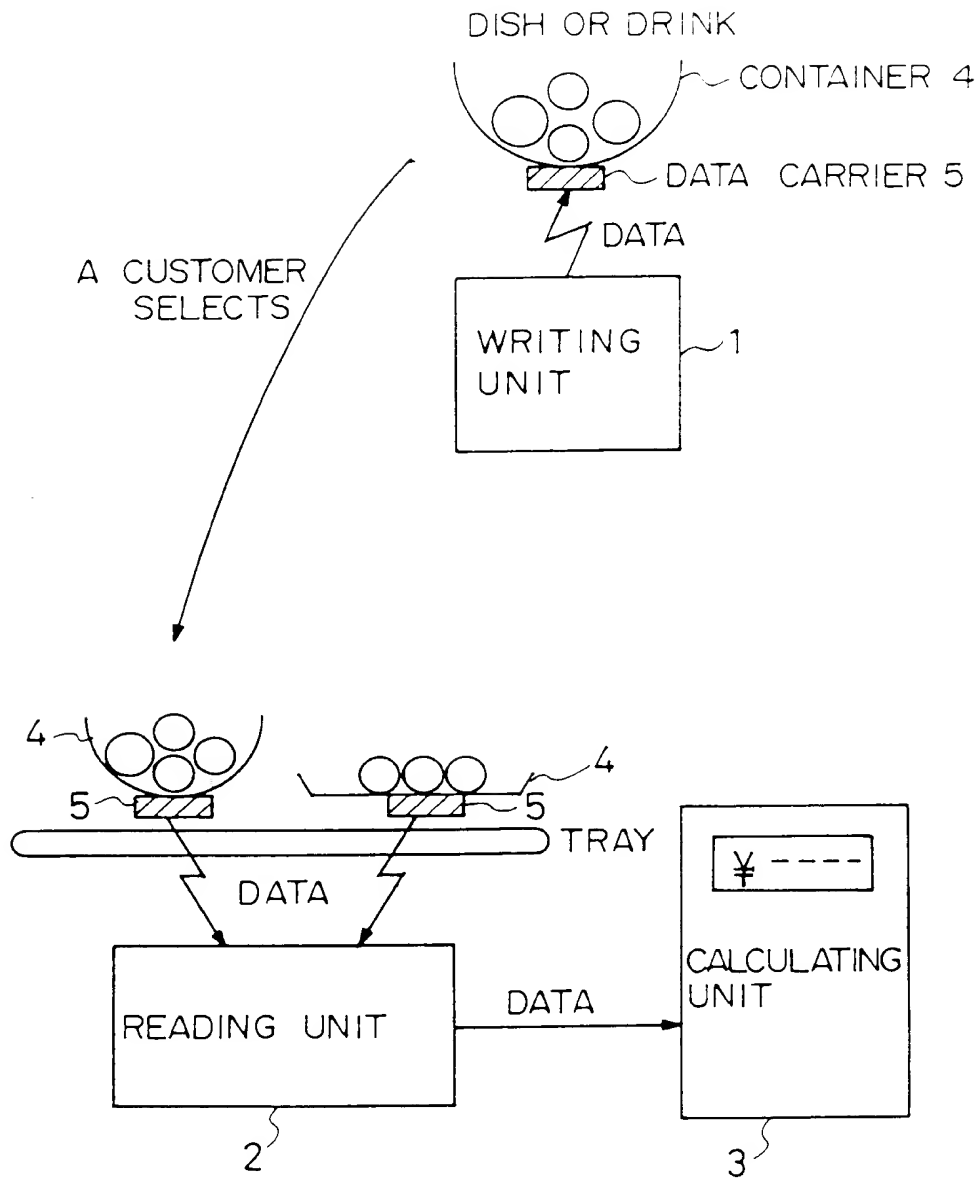 DISH OR DRINK
CONTAINER 4
DATA CARRIER 5
DATA
A CUSTOMER
SELECTS
WRITING
UNIT
1
4
5
4
5
TRAY
DATA
¥ ----
CALCULATING
UNIT
READING UNIT
DATA
2
3